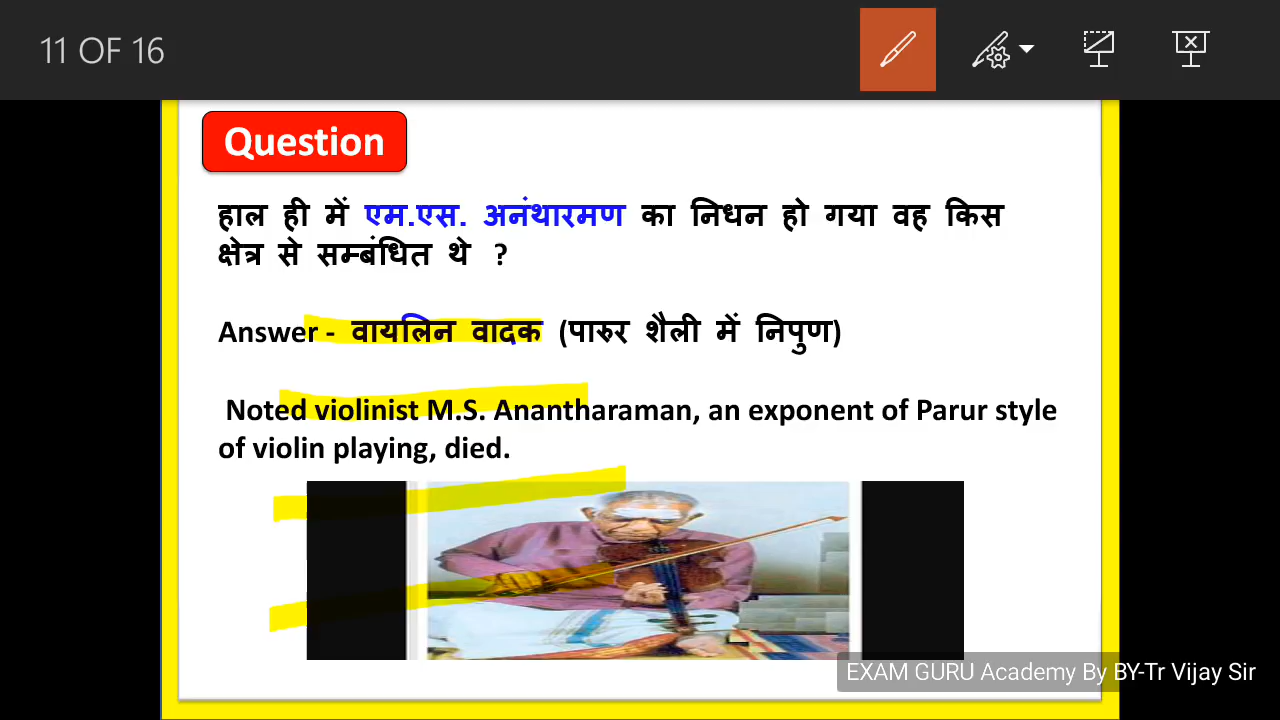 11 OF 16
Question
हाल ही में एम.एस. अनंथारमण का निधन हो गया वह किस
क्षेत्र से सम्बंधित थे ?
Answer - वायलिन वादक (पारुर शैली में निपुण)
Noted violinist M.S. Anantharaman, an exponent of Parur style
of violin playing, died.
EXAM GURU Academy By BY-Tr Vijay Sir